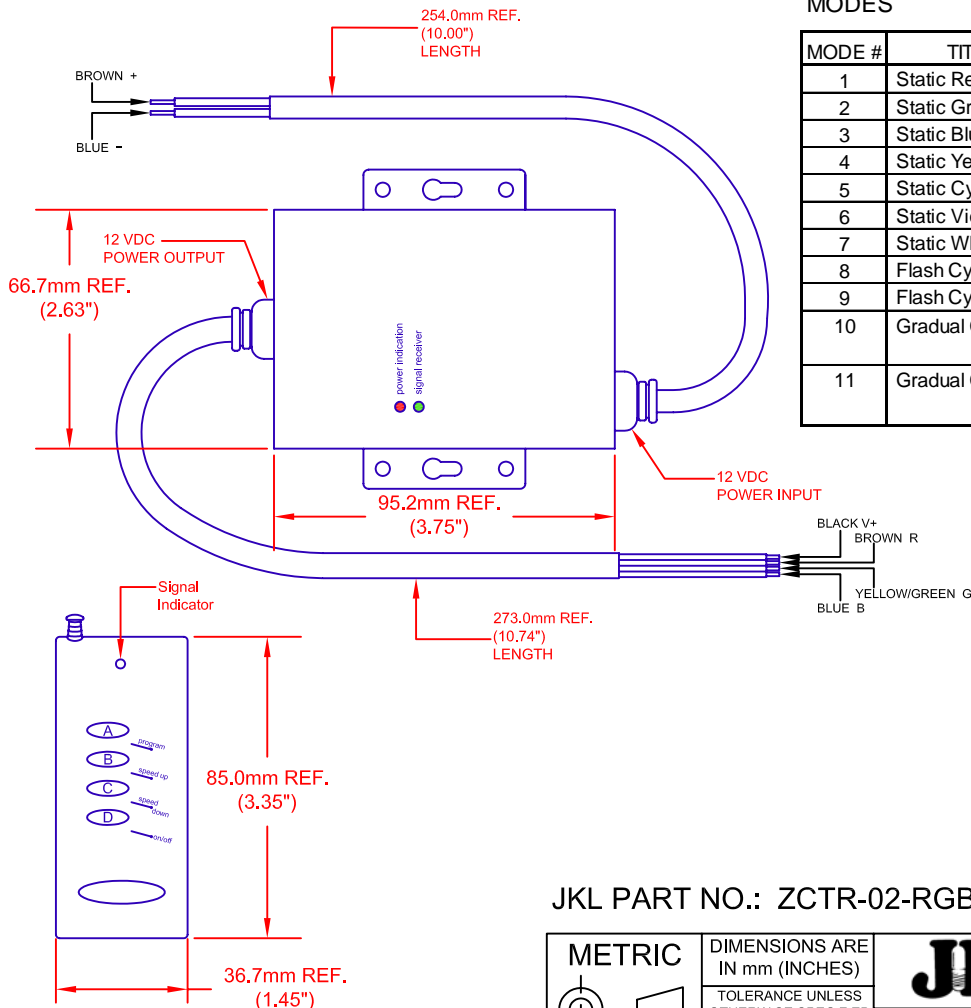 254.0mm REF.
(10.00")
LENGTH
BROWN +
BLUE -
12 VDC
POWER OUTPUT
66.7mm REF.
(2.63")
power indication
signal receiver
95.2mm REF.
(3.75")
12 VDC
POWER INPUT
BLACK V+
BROWN R
YELLOW/GREEN G
BLUE B
273.0mm REF.
(10.74")
LENGTH
Signal
Indicator
A
program
B
speed up
C
speed
down
D
on/off
85.0mm REF.
(3.35")
36.7mm REF.
(1.45")
MODES
MODE # TIT
1 Static Re
2 Static Gr
3 Static Blu
4 Static Ye
5 Static Cy
6 Static Vi
7 Static Wh
8 Flash Cy
9 Flash Cy
10 Gradual
11 Gradual
JKL PART NO.: ZCTR-02-RGB
METRIC
DIMENSIONS ARE
IN mm (INCHES)
TOLERANCE UNLESS